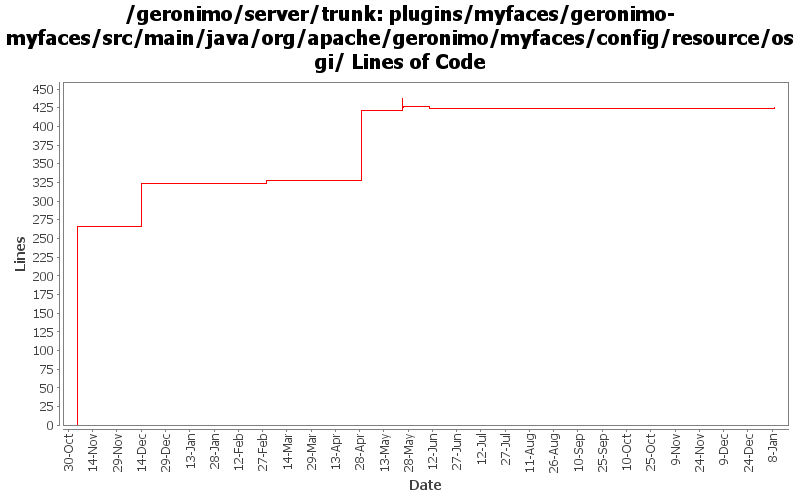 /geronimo/server/trunk: plugins/myfaces/geronimo-
myfaces/src/main/java/org/apache/geronimo/myfaces/config/resource/os
gi/ Lines of Code
450
425
400
375
350
325
300
275
250
225
200
175
150
125
100
75
50
25
0
Lines
30-Oct
14-Nov
29-Nov
14-Dec
29-Dec
13-Jan
28-Jan
12-Feb
27-Feb
14-Mar
29-Mar
13-Apr
28-Apr
13-May
28-May
12-Jun
27-Jun
12-Jul
27-Jul
11-Aug
26-Aug
10-Sep
25-Sep
10-Oct
25-Oct
9-Nov
24-Nov
9-Dec
24-Dec
8-Jan
Date